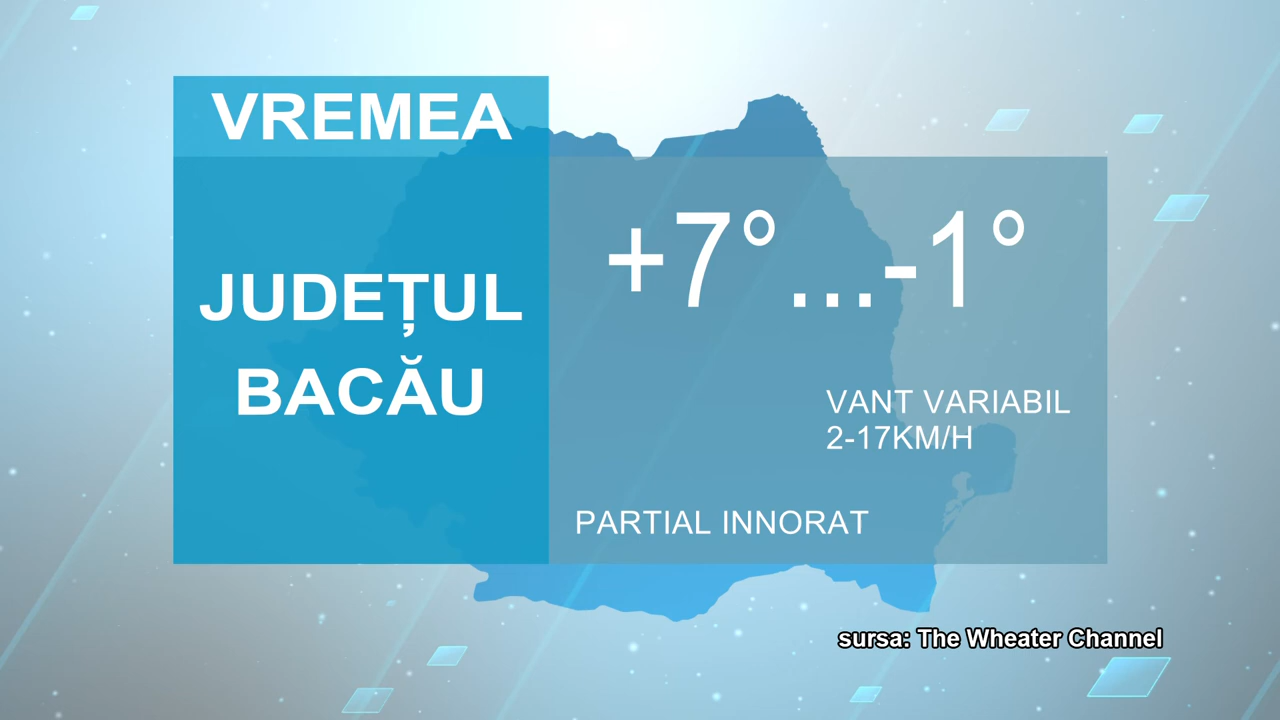 VREMEA
JUDEȚUL
BACĂU
+7° ...-1°
VANT VARIABIL
2-17KM/H
PARTIAL INNORAT
sursa: The Wheater Channel